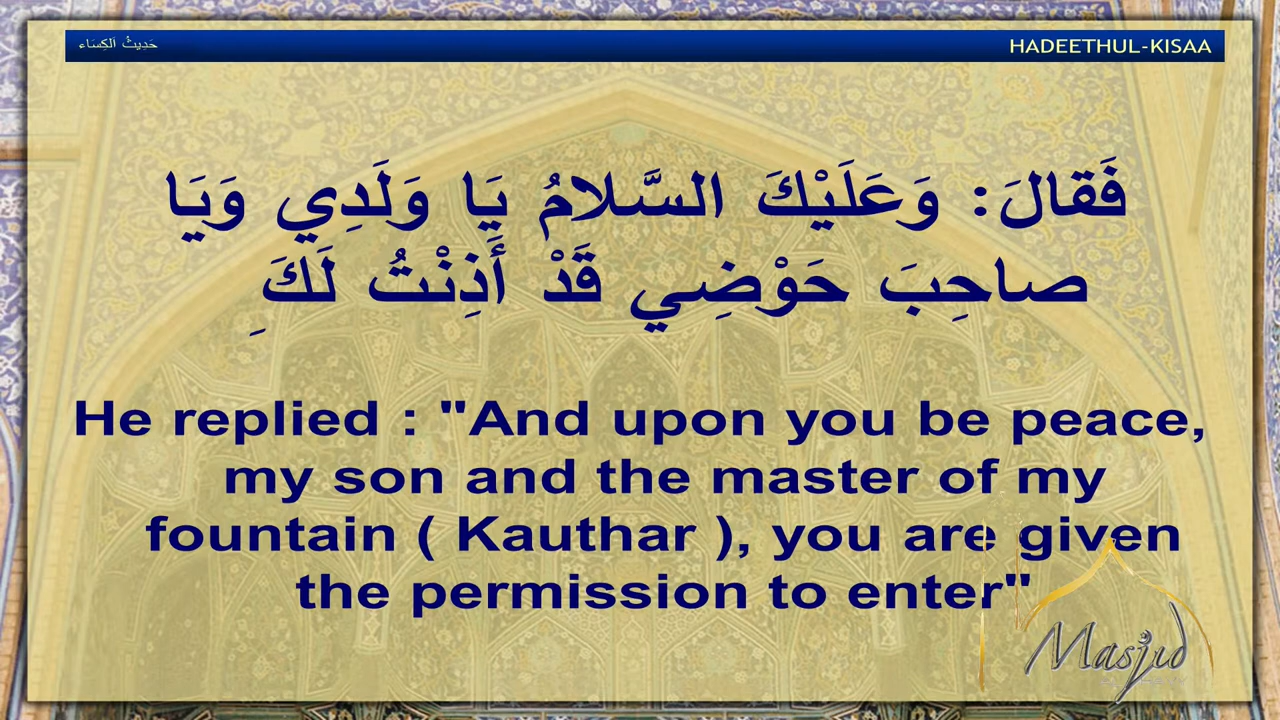 حَدِيثُ اَلكِسَاء
HADEETHUL-KISAA
فَقالَ: وَعَلَيْكَ السَّلامُ يَا وَلَدِي وَيَا
صاحِبَ حَوْضِي قَدْ أَذِنْتُ لَكَ ِ
He replied : "And upon you be peace,
my son and the master of my
fountain ( Kauthar ), you are given
the permission to enter"
Masjid